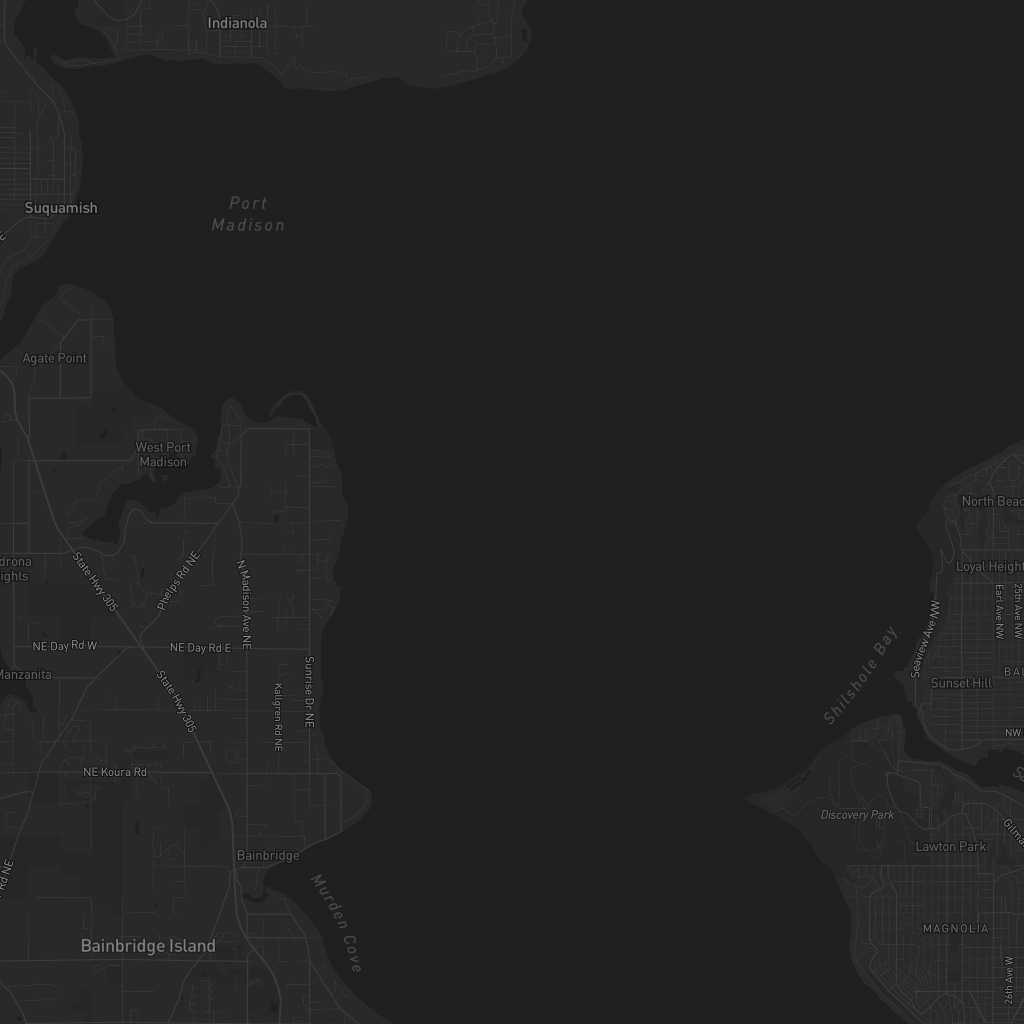 Indianola
Suquamish
Port
Madison
Agate Point
West Port
Madison
North Beac
drona
ights
State Hwy 305
Phelps Rd NE
N Madison Ave NE
Loyal Height
Earl Ave NW
25th Ave NW
Seaview Ave NW
NE Day Rd W
NE Day Rd E
Manzanita
State Hwy 305
Kallgren Rd NE
Sunrise Dr NE
Shilshole Bay
Sunset Hill
BAL
NW
NE Koura Rd
Discovery Park
Gilma
Lawton Park
Bainbridge
Rd NE
Murden Cove
MAGNOLIA
Bainbridge Island
26th Ave W